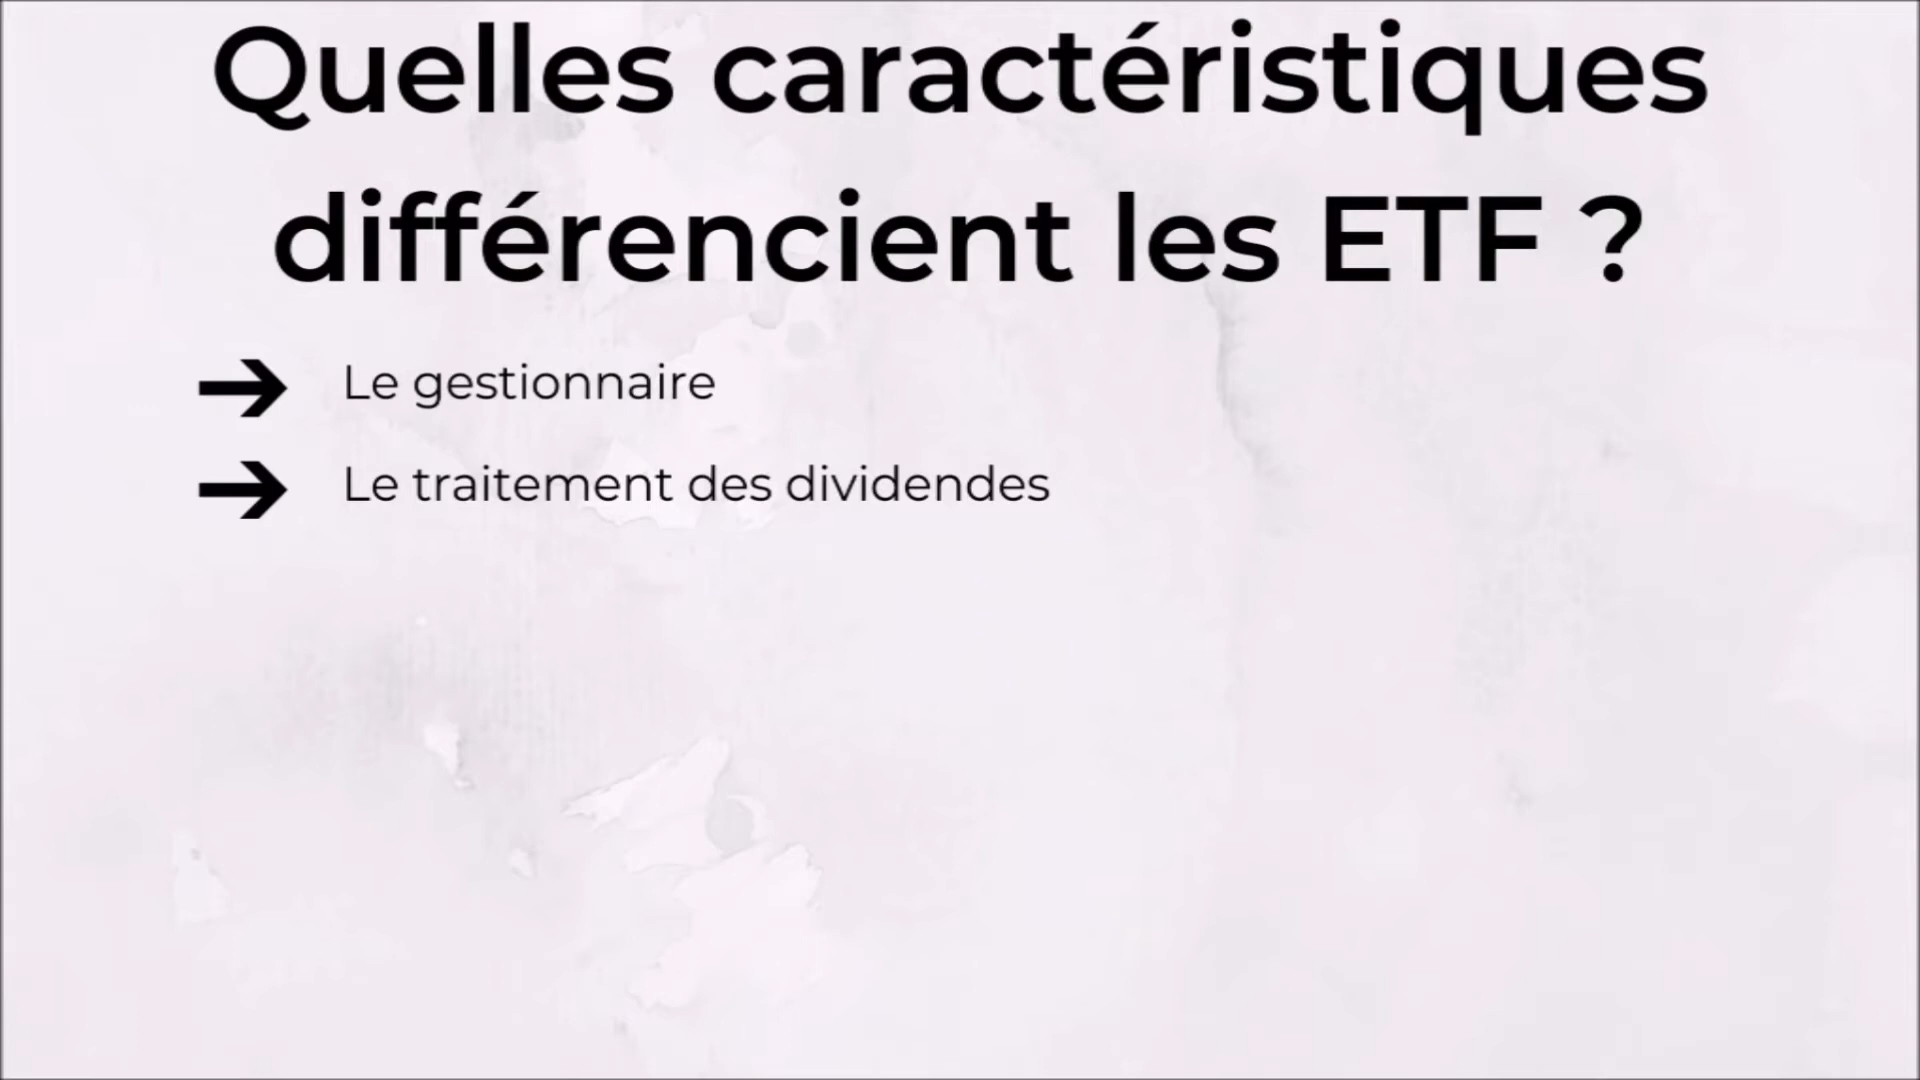 Quelles caractéristiques
différencient les ETF ?
Le gestionnaire
Le traitement des dividendes